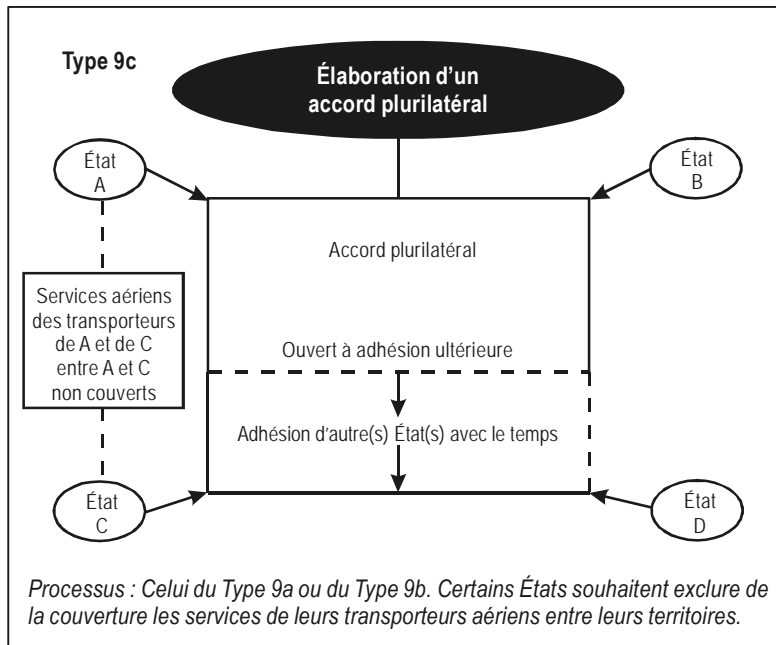 Type 9c
Élaboration d'un
accord plurilatéral
État
A
État
B
Accord plurilatéral
Services aériens
des transporteurs
de A et de C
entre A et C
non couverts
Ouvert à adhésion ultérieure
Adhésion d'autre(s) État(s) avec le temps
État
C
État
D
Processus : Celui du Type 9a ou du Type 9b. Certains États souhaitent exclure de
la couverture les services de leurs transporteurs aériens entre leurs territoires.